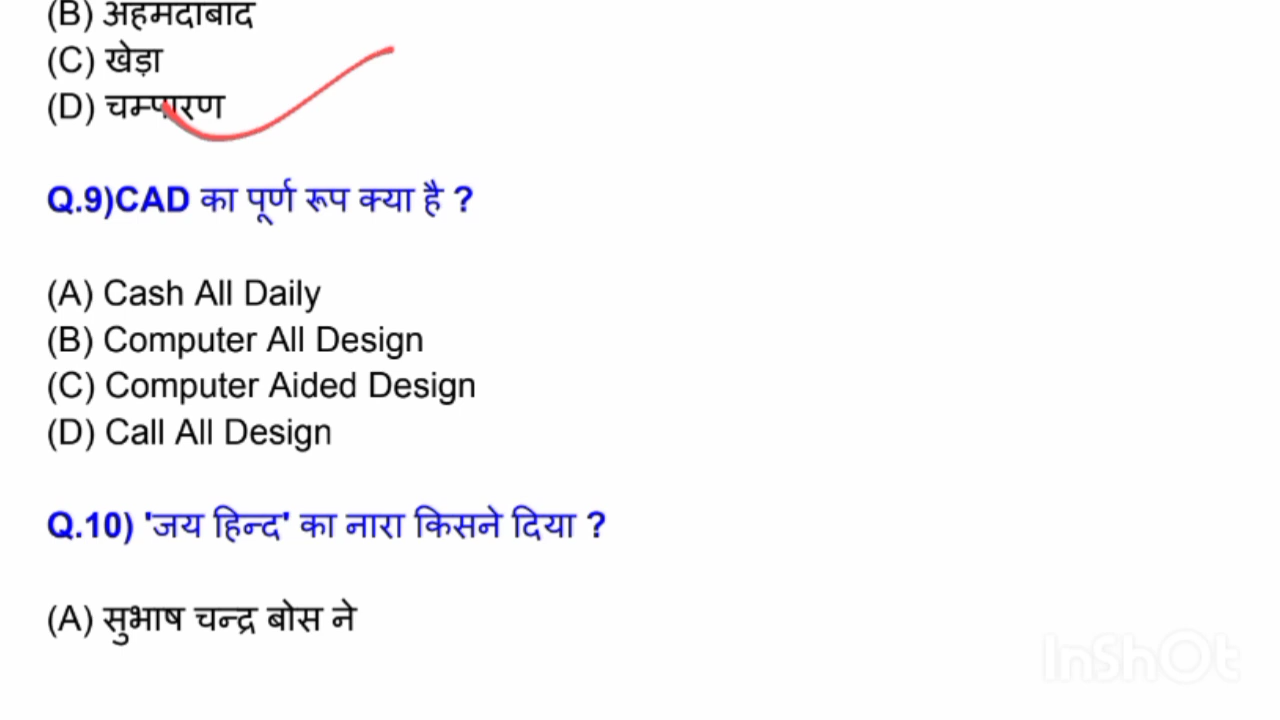 (B) अहमदाबाद
(C) खेड़ा
(D) चम्पारण
Q.9)CAD का पूर्ण रूप क्या है ?
(A) Cash All Daily
(B) Computer All Design
(C) Computer Aided Design
(D) Call All Design
Q.10) 'जय हिन्द' का नारा किसने दिया ?
(A) सुभाष चन्द्र बोस ने
InShOt